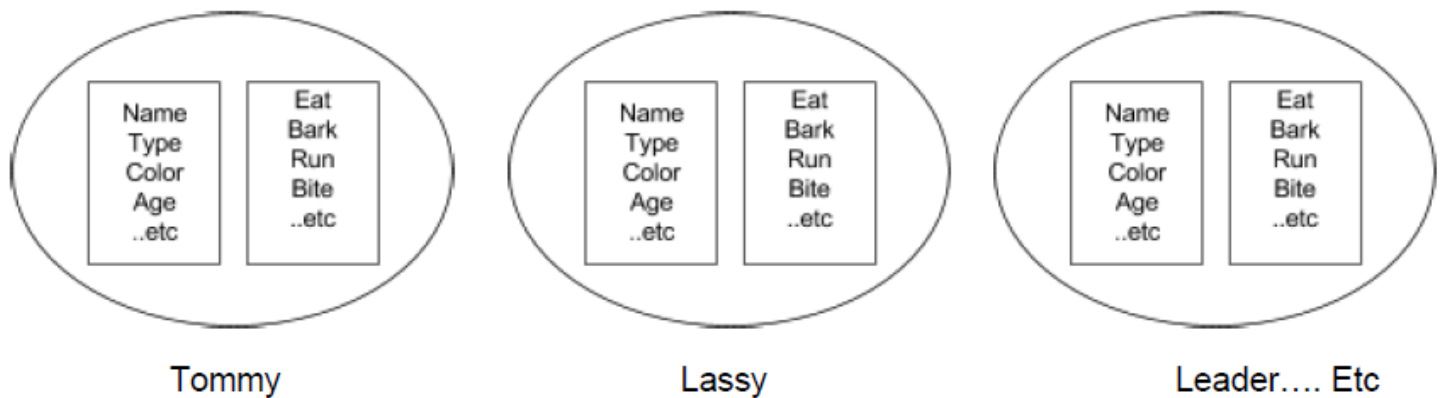 Name
Type
Color
Age
..etc
Eat
Bark
Run
Bite
..etc
Name
Type
Color
Age
..etc
Eat
Bark
Run
Bite
..etc
Name
Type
Color
Age
..etc
Eat
Bark
Run
Bite
..etc
Tommy
Lassy
Leader.... Etc